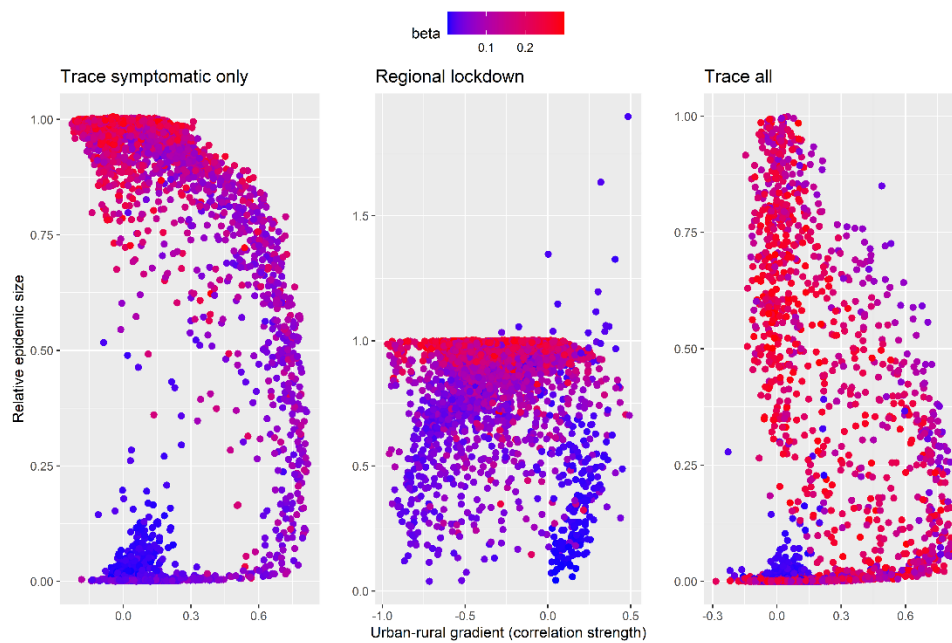 beta
0.1 0.2
Trace symptomatic only
Regional lockdown
Trace all
Relative epidemic size
1.00
0.75
0.50
0.25
0.00
0.0 0.3 0.6
1.5
1.0
0.5
0.0
-1.0 -0.5 0.0 0.5
1.00
0.75
0.50
0.25
0.00
-0.3 0.0 0.3 0.6
Urban-rural gradient (correlation strength)